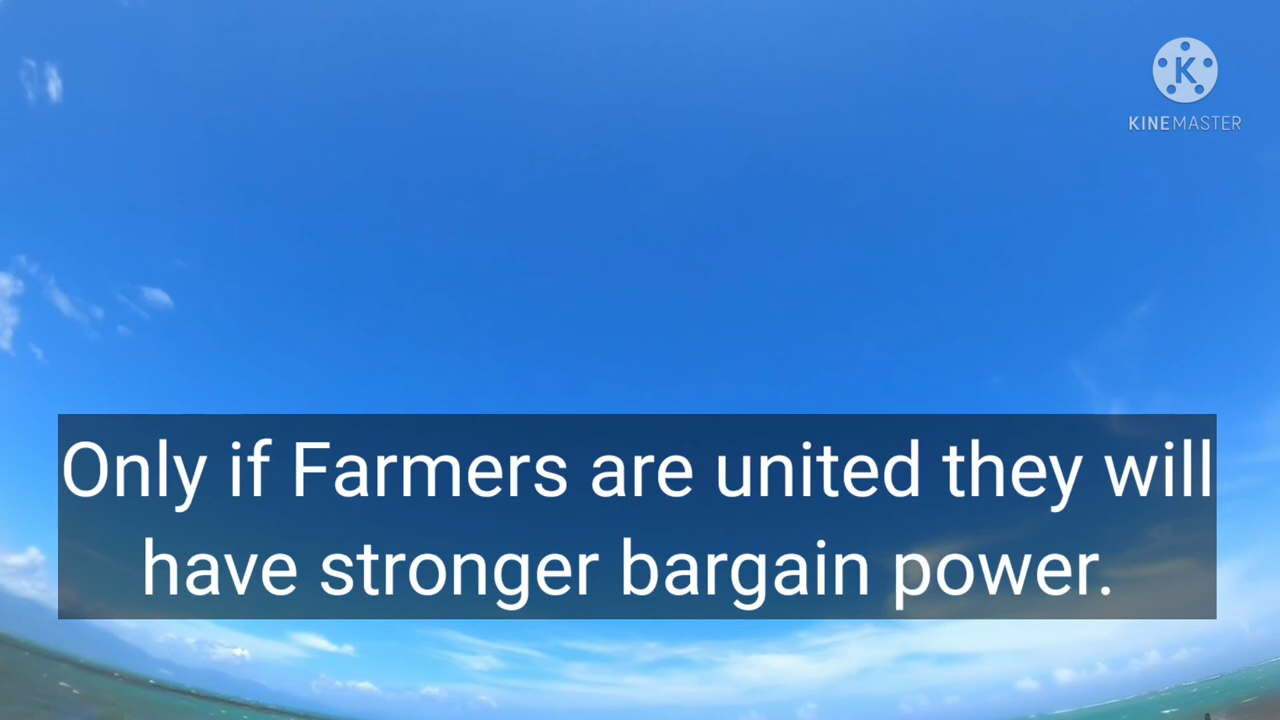 K
KINEMASTER
Only if Farmers are united they will
have stronger bargain power.